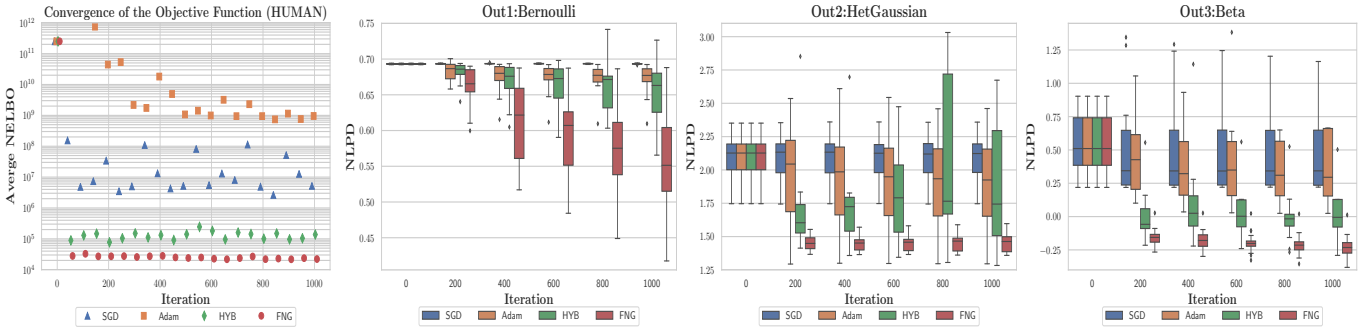 Convergence of the Objective Function (HUMAN)
Averge NELBO
10^12
10^11
10^10
10^9
10^8
10^7
10^6
10^5
10^4
0 200 400 600 800 1000
Iteration
SGD Adam HYB FNG
Out1:Bernoulli
NLPD
0.75
0.70
0.65
0.60
0.55
0.50
0.45
0 200 400 600 800 1000
Iteration
SGD Adam HYB FNG
Out2:HetGaussian
NLPD
3.00
2.75
2.50
2.25
2.00
1.75
1.50
1.25
0 200 400 600 800 1000
Iteration
SGD Adam HYB FNG
Out3:Beta
NLPD
1.25
1.00
0.75
0.50
0.25
0.00
−0.25
0 200 400 600 800 1000
Iteration
SGD Adam HYB FNG